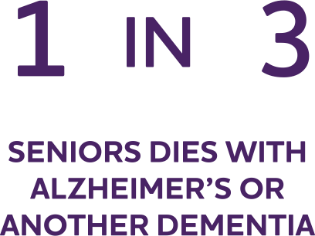 1 IN 3
SENIORS DIES WITH
ALZHEIMER'S OR
ANOTHER DEMENTIA